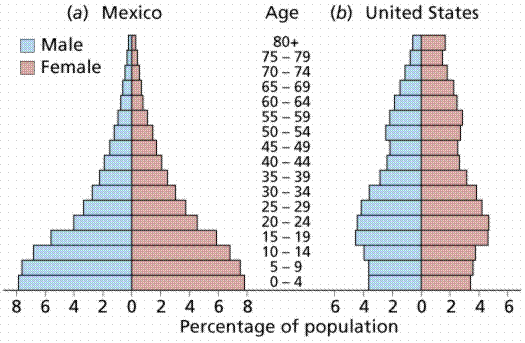 (a) Mexico Age (b) United States
Male
Female
80+
75 – 79
70 – 74
65 – 69
60 – 64
55 – 59
50 – 54
45 – 49
40 – 44
35 – 39
30 – 34
25 – 29
20 – 24
15 – 19
10 – 14
5 – 9
0 – 4
8 6 4 2 0 2 4 6 8 6 4 2 0 2 4 6
Percentage of population